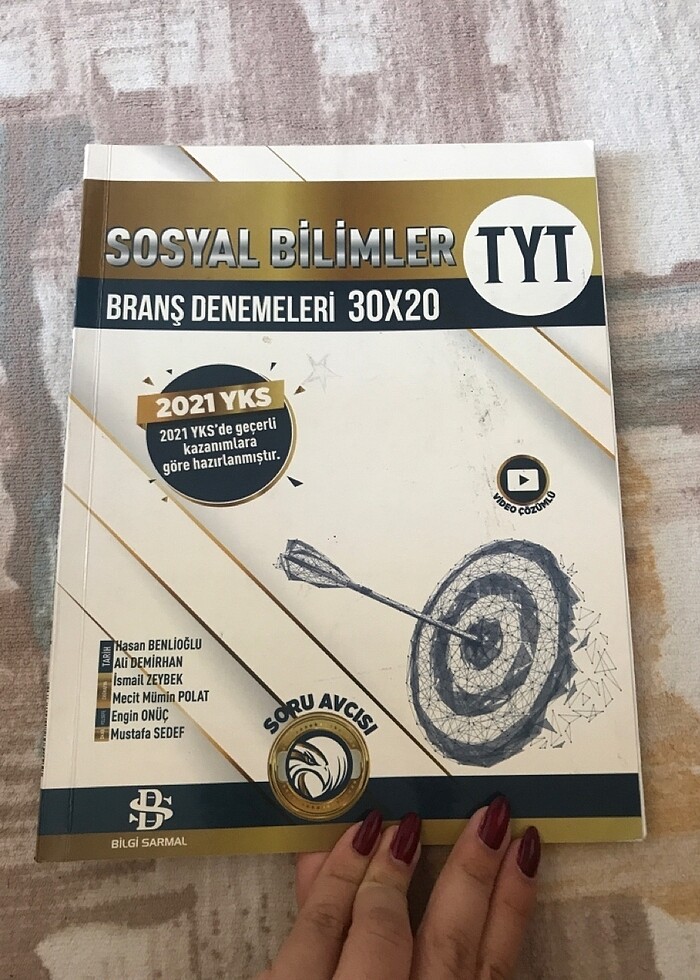 SOSYAL BİLİMLER
TYT
BRANŞ DENEMELERİ 30X20
2021 YKS
2021 YKS'de geçerli
kazanımlara
göre hazırlanmıştır.
VİDEO ÇÖZÜMLÜ
TARİH
Hasan BENLİOĞLU
Ali DEMİRHAN
İsmail ZEYBEK
Mecit Mümin POLAT
Engin ONÜÇ
Mustafa SEDEF
SORU AVCISI
BS
BİLGİ SARMAL